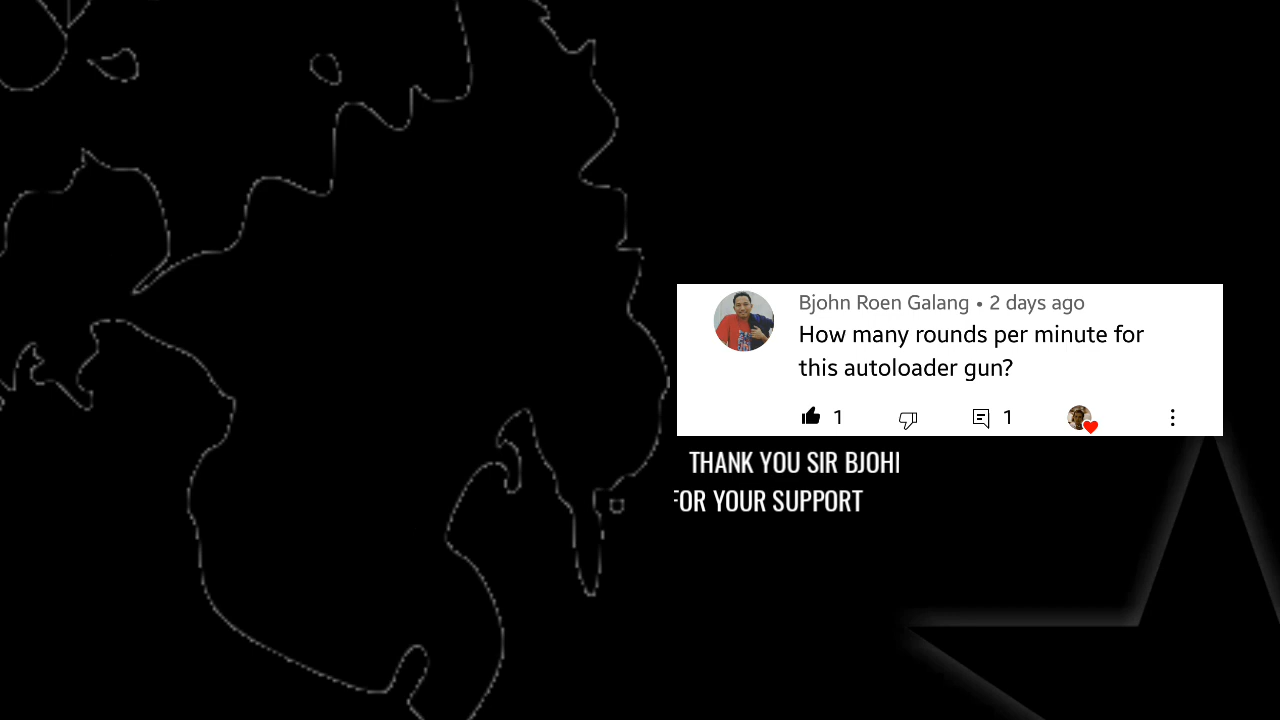 Bjohn Roen Galang • 2 days ago
How many rounds per minute for
this autoloader gun?
1 1
THANK YOU SIR BJOH
FOR YOUR SUPPORT